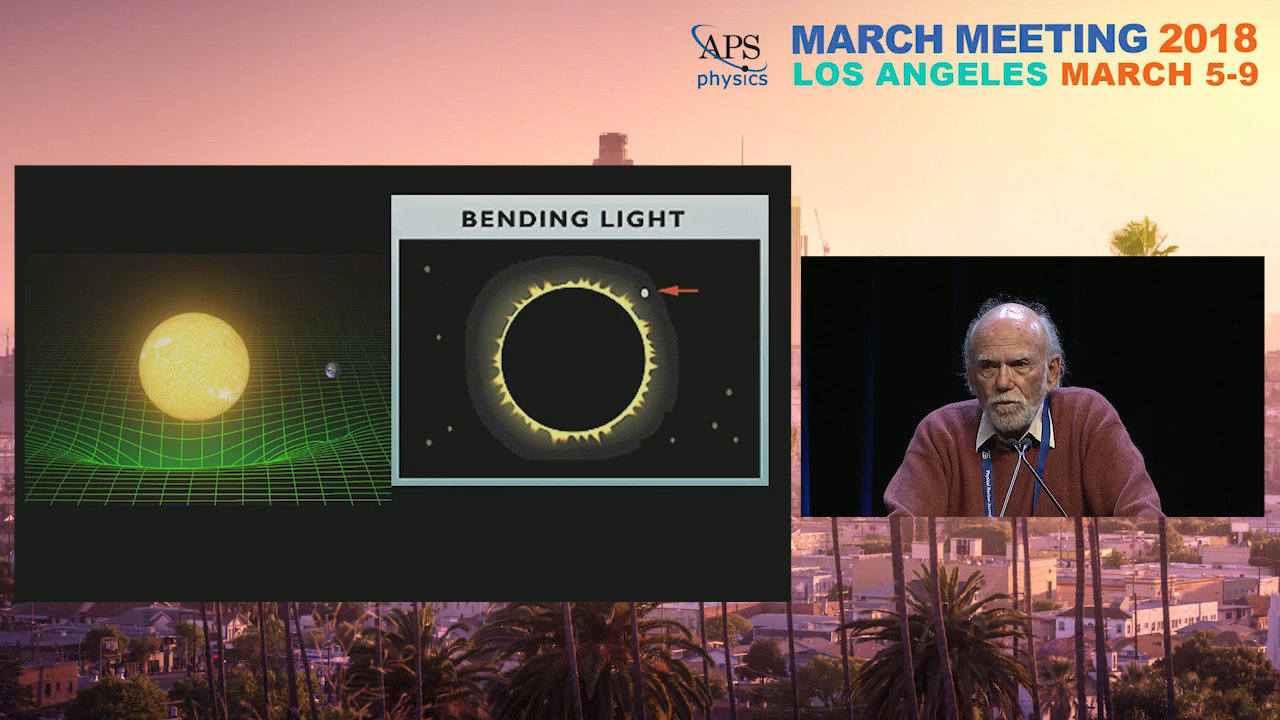 APS
physics
MARCH MEETING 2018
LOS ANGELES MARCH 5-9
BENDING LIGHT